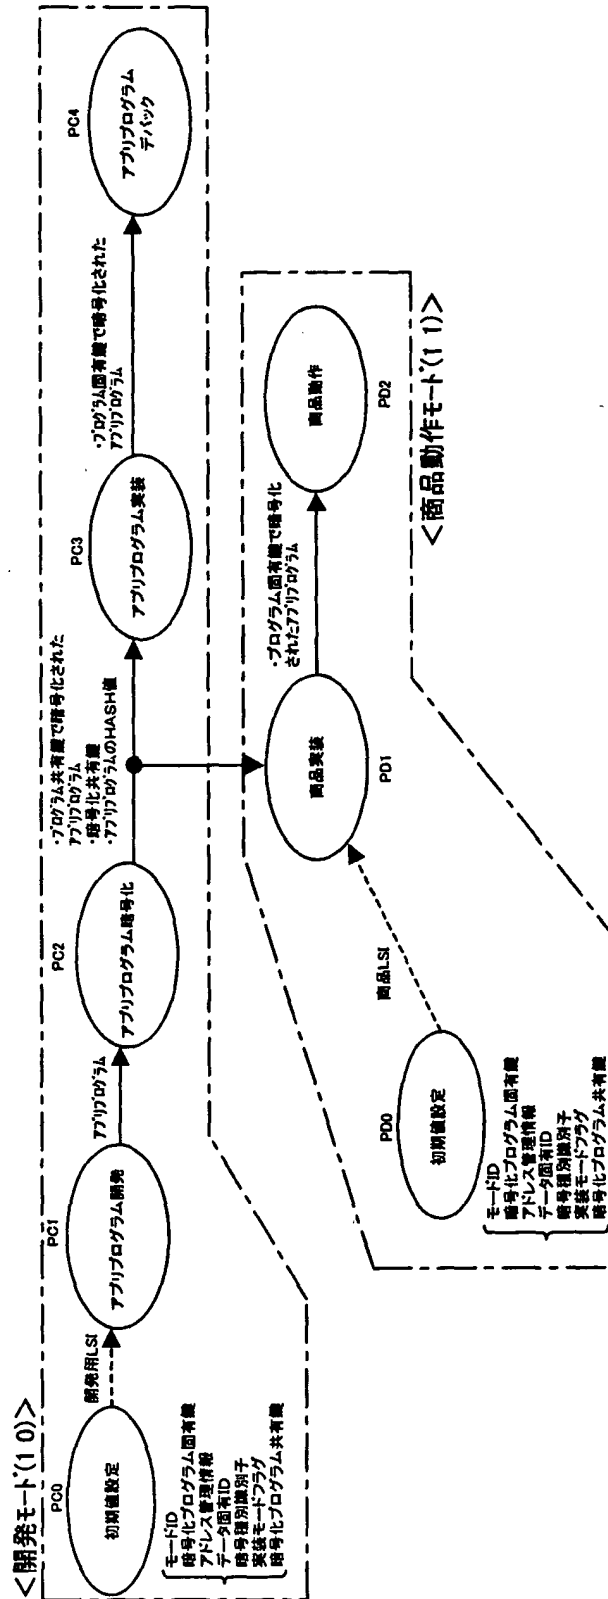 <開発モード(10)>
PC0
初期値設定
モードID
暗号化プログラム固有鍵
アドレス管理情報
データ固有ID
暗号種別識別子
実装モードフラグ
暗号化プログラム共有鍵
開発用LSI
PC1
アプリプログラム開発
アプリプログラム
PC2
アプリプログラム暗号化
・プログラム共有鍵で暗号化された
アプリプログラム
・暗号化共有鍵
・アプリプログラムのHASH値
PC3
アプリプログラム実装
・プログラム固有鍵で暗号化された
アプリプログラム
PC4
アプリプログラム
デバック
PD0
初期値設定
モードID
暗号化プログラム固有鍵
アドレス管理情報
データ固有ID
暗号種別識別子
実装モードフラグ
暗号化プログラム共有鍵
商品LSI
商品実装
PD1
・プログラム固有鍵で暗号化
されたアプリプログラム
商品動作
PD2
<商品動作モード(11)>